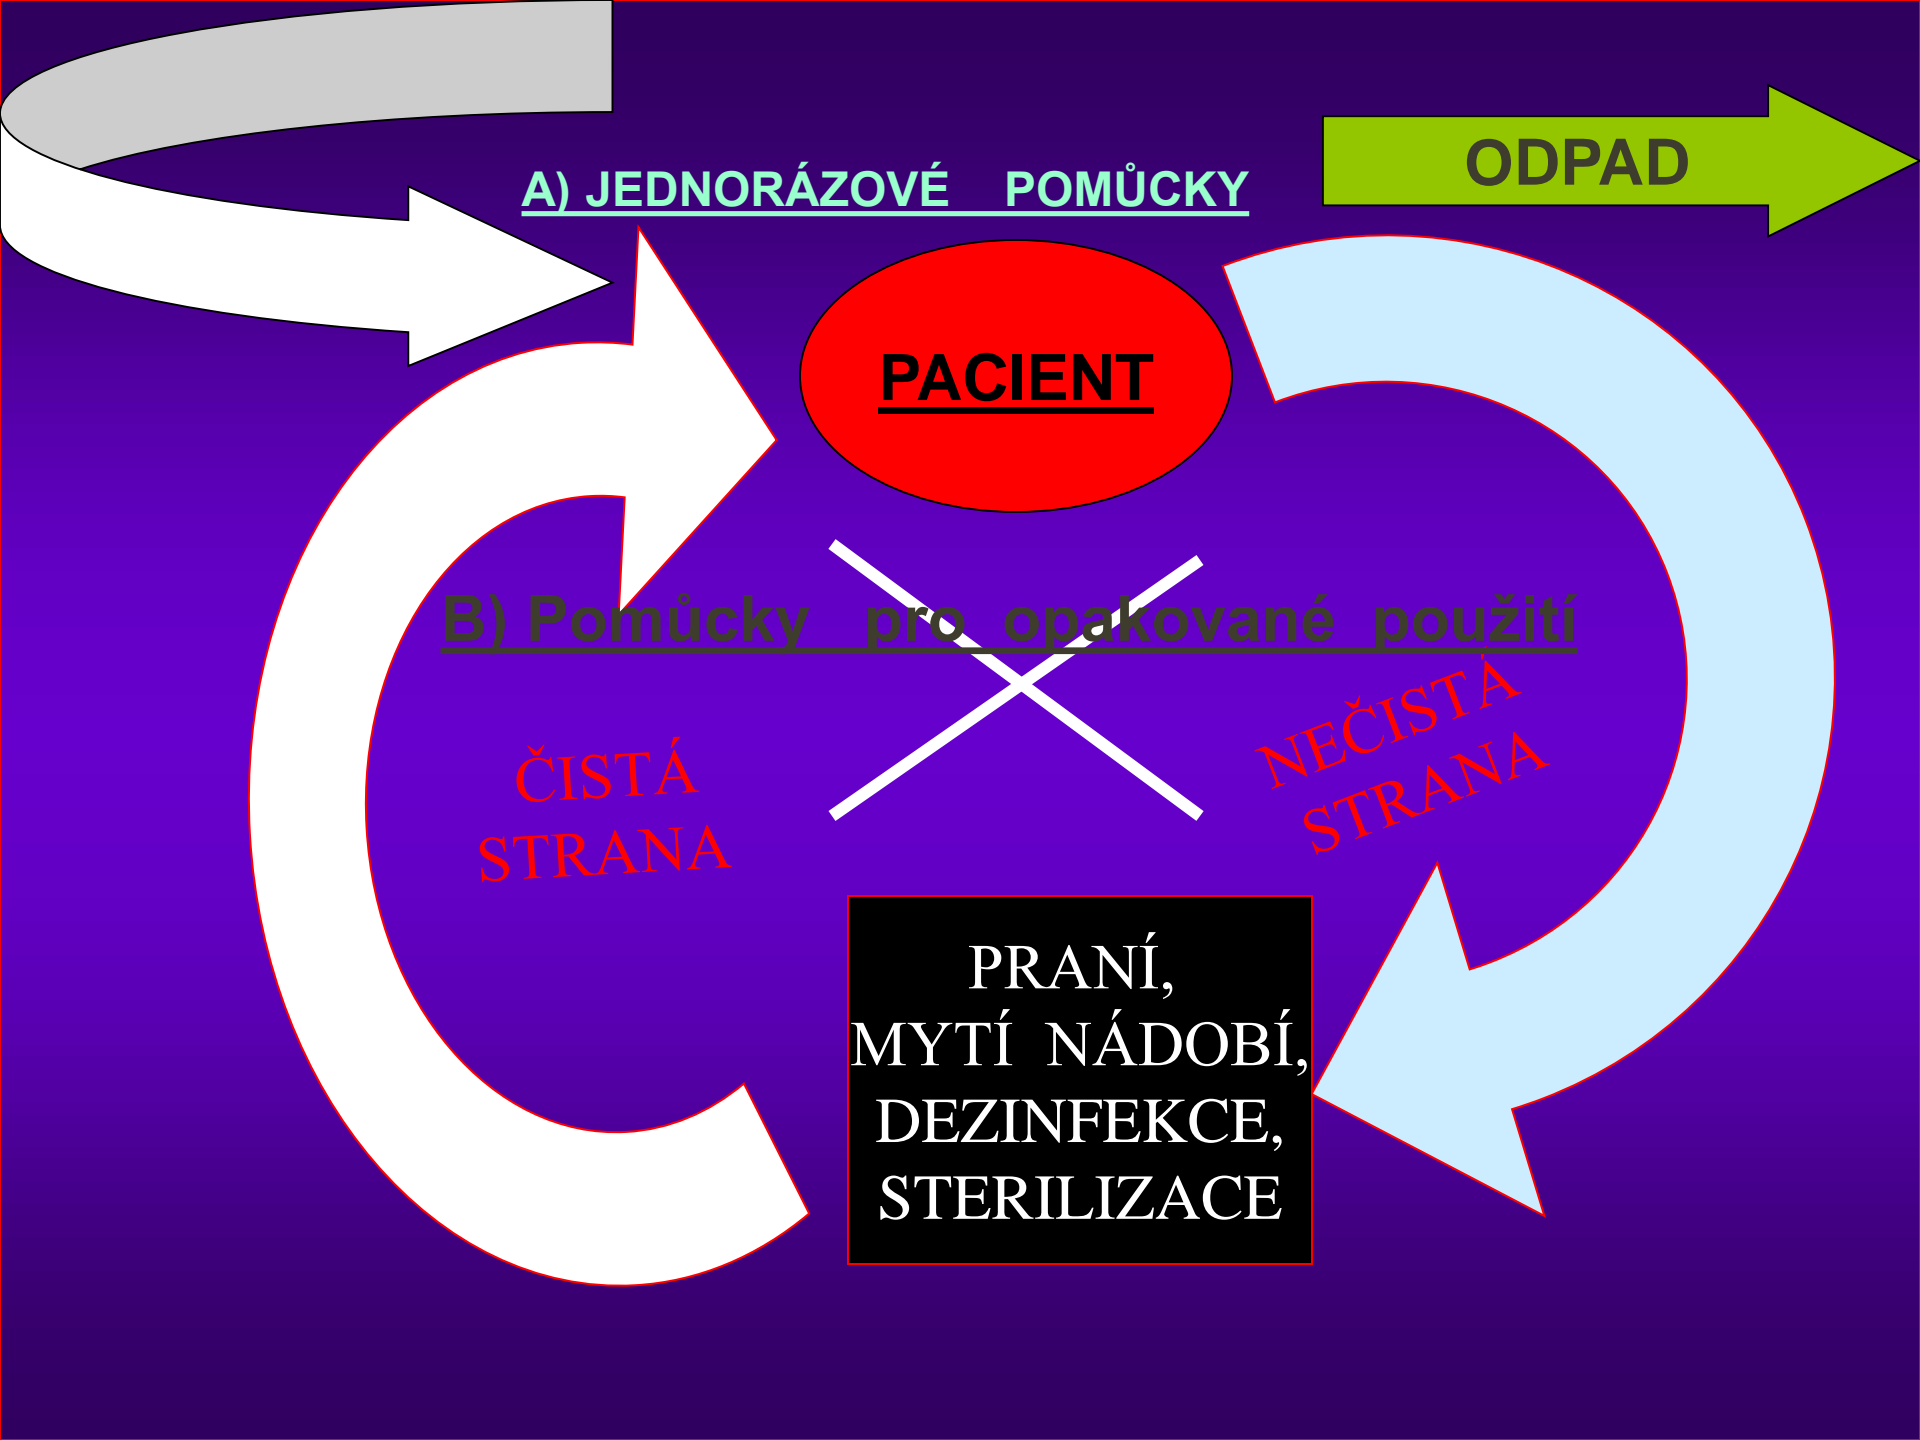 A) JEDNORÁZOVÉ POMŮCKY
ODPAD
PACIENT
B) Pomůcky pro opakované použití
ČISTÁ
STRANA
NEČISTÁ
STRANA
PRANÍ,
MYTÍ NÁDOBÍ,
DEZINFEKCE,
STERILIZACE